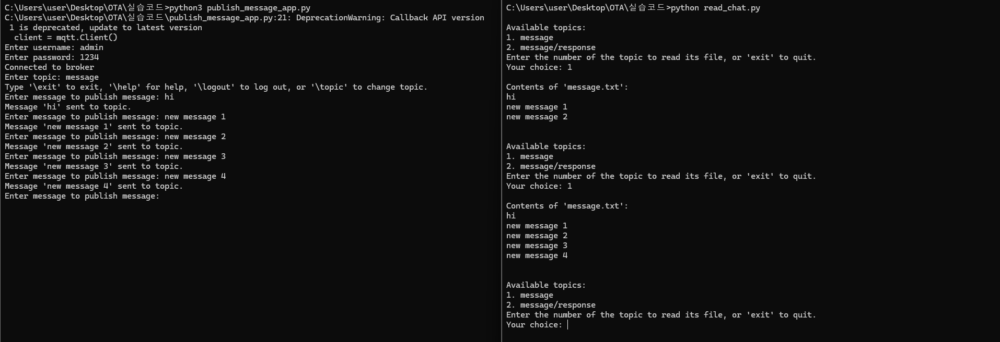 C:\Users\user\Desktop\OTA\실습코드>python3 publish_message_app.py
C:\Users\user\Desktop\OTA\실습코드\publish_message_app.py:21: DeprecationWarning: Callback API version
 1 is deprecated, update to latest version
  client = mqtt.Client()
Enter username: admin
Enter password: 1234
Connected to broker
Enter topic: message
Type '\exit' to exit, '\help' for help, '\logout' to log out, or '\topic' to change topic.
Enter message to publish message: hi
Message 'hi' sent to topic.
Enter message to publish message: new message 1
Message 'new message 1' sent to topic.
Enter message to publish message: new message 2
Message 'new message 2' sent to topic.
Enter message to publish message: new message 3
Message 'new message 3' sent to topic.
Enter message to publish message: new message 4
Message 'new message 4' sent to topic.
Enter message to publish message:
C:\Users\user\Desktop\OTA\실습코드>python read_chat.py
Available topics:
1. message
2. message/response
Enter the number of the topic to read its file, or 'exit' to quit.
Your choice: 1
Contents of 'message.txt':
hi
new message 1
new message 2
Available topics:
1. message
2. message/response
Enter the number of the topic to read its file, or 'exit' to quit.
Your choice: 1
Contents of 'message.txt':
hi
new message 1
new message 2
new message 3
new message 4
Available topics:
1. message
2. message/response
Enter the number of the topic to read its file, or 'exit' to quit.
Your choice: